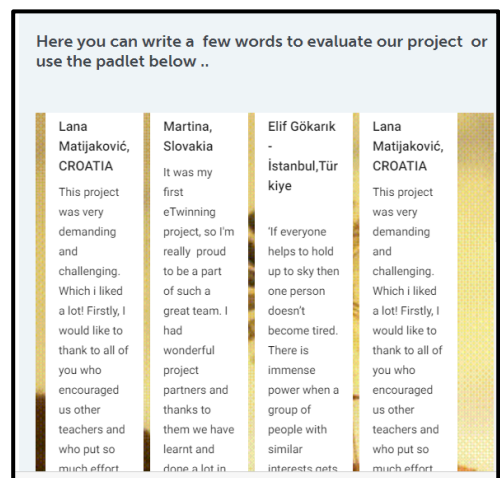 Here you can write a few words to evaluate our project or
use the padlet below ..
Lana
Matijaković,
CROATIA
This project
was very
demanding
and
challenging.
Which i liked
a lot! Firstly, I
would like to
thank to all of
you who
encouraged
us other
teachers and
who put so
much effort
Martina,
Slovakia
It was my
first
eTwinning
project, so I'm
really proud
to be a part
of such a
great team. I
had
wonderful
project
partners and
thanks to
them we have
learnt and
done a lot in
Elif Gökarık
-
İstanbul,Tür
kiye
'If everyone
helps to hold
up to sky then
one person
doesn't
become tired.
There is
immense
power when a
group of
people with
similar
interests gets
Lana
Matijaković,
CROATIA
This project
was very
demanding
and
challenging.
Which i liked
a lot! Firstly, I
would like to
thank to all of
you who
encouraged
us other
teachers and
who put so
much effort